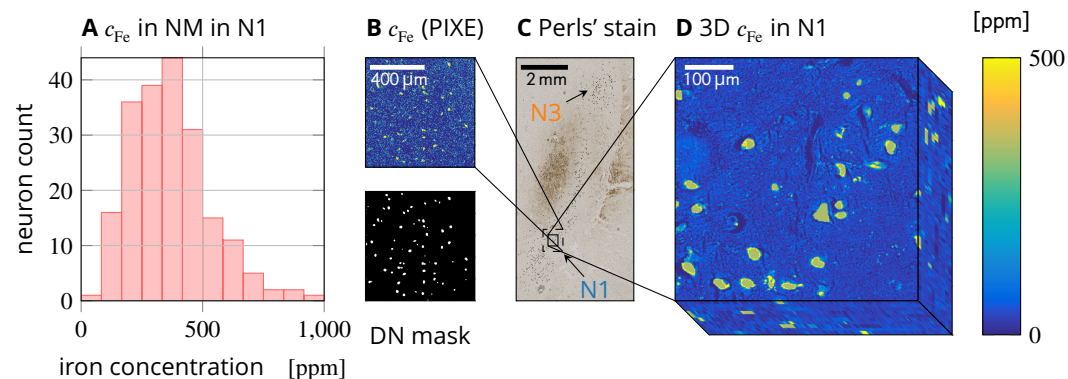 A c_Fe in NM in N1
B c_Fe (PIXE)
C Perls' stain
D 3D c_Fe in N1
[ppm]
neuron count
40
30
20
10
0
0
500
1,000
iron concentration [ppm]
400 µm
DN mask
2 mm
N3
N1
100 µm
500
0